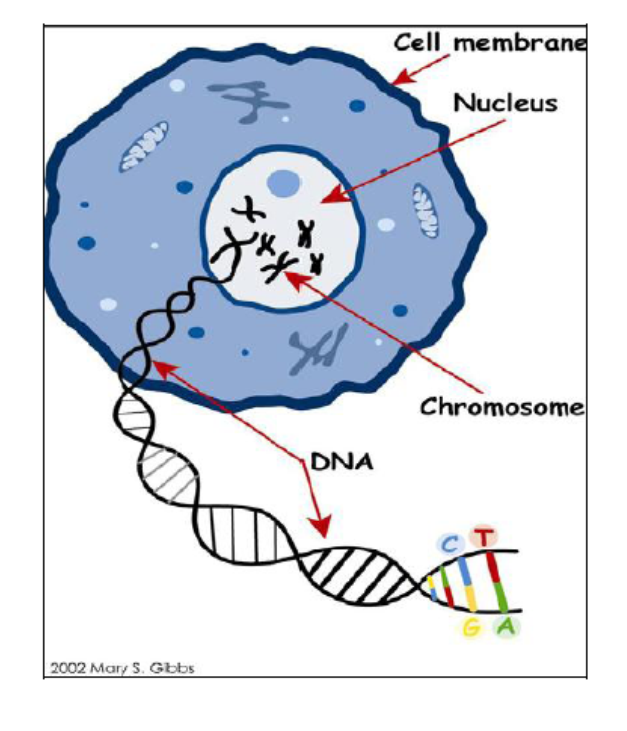 Cell membrane
Nucleus
Chromosome
DNA
C T
G A
2002 Mary S. Gibbs